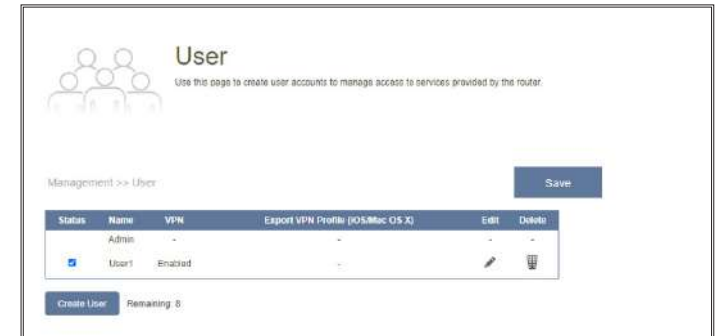 User
Use this page to create user accounts to manage access to services provided by the router.
Management >> User
Save
Status Name VPN Export VPN Profile (iOS/Mac OS X) Edit Delete
Admin - - - -
User1 Enabled -
Create User Remaining: 8